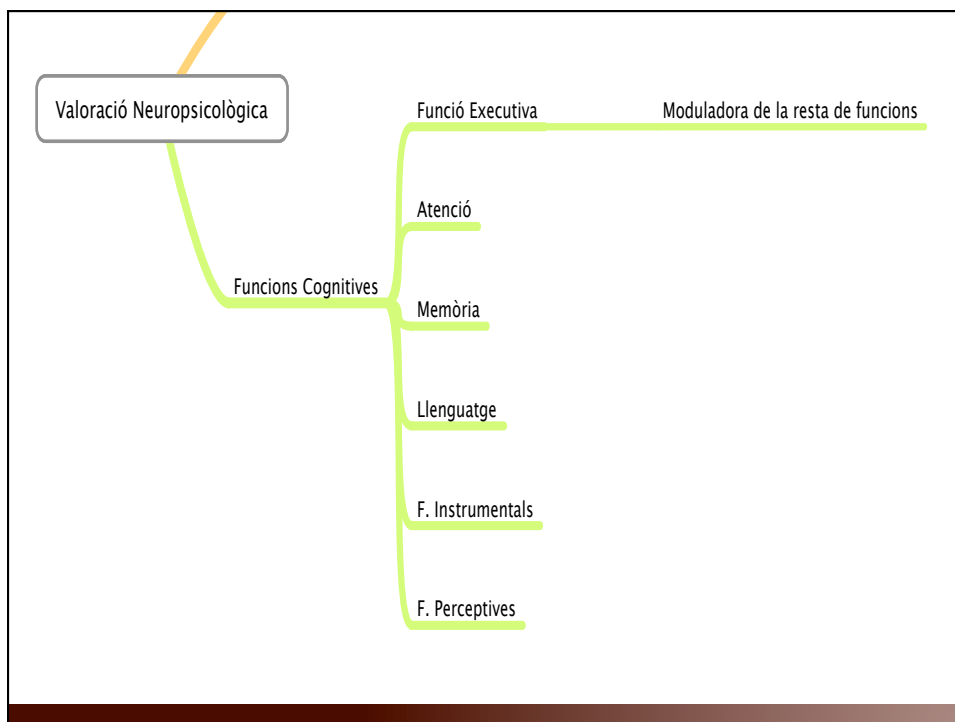 Valoració Neuropsicològica
Funció Executiva
Moduladora de la resta de funcions
Atenció
Funcions Cognitives
Memòria
Llenguatge
F. Instrumentals
F. Perceptives